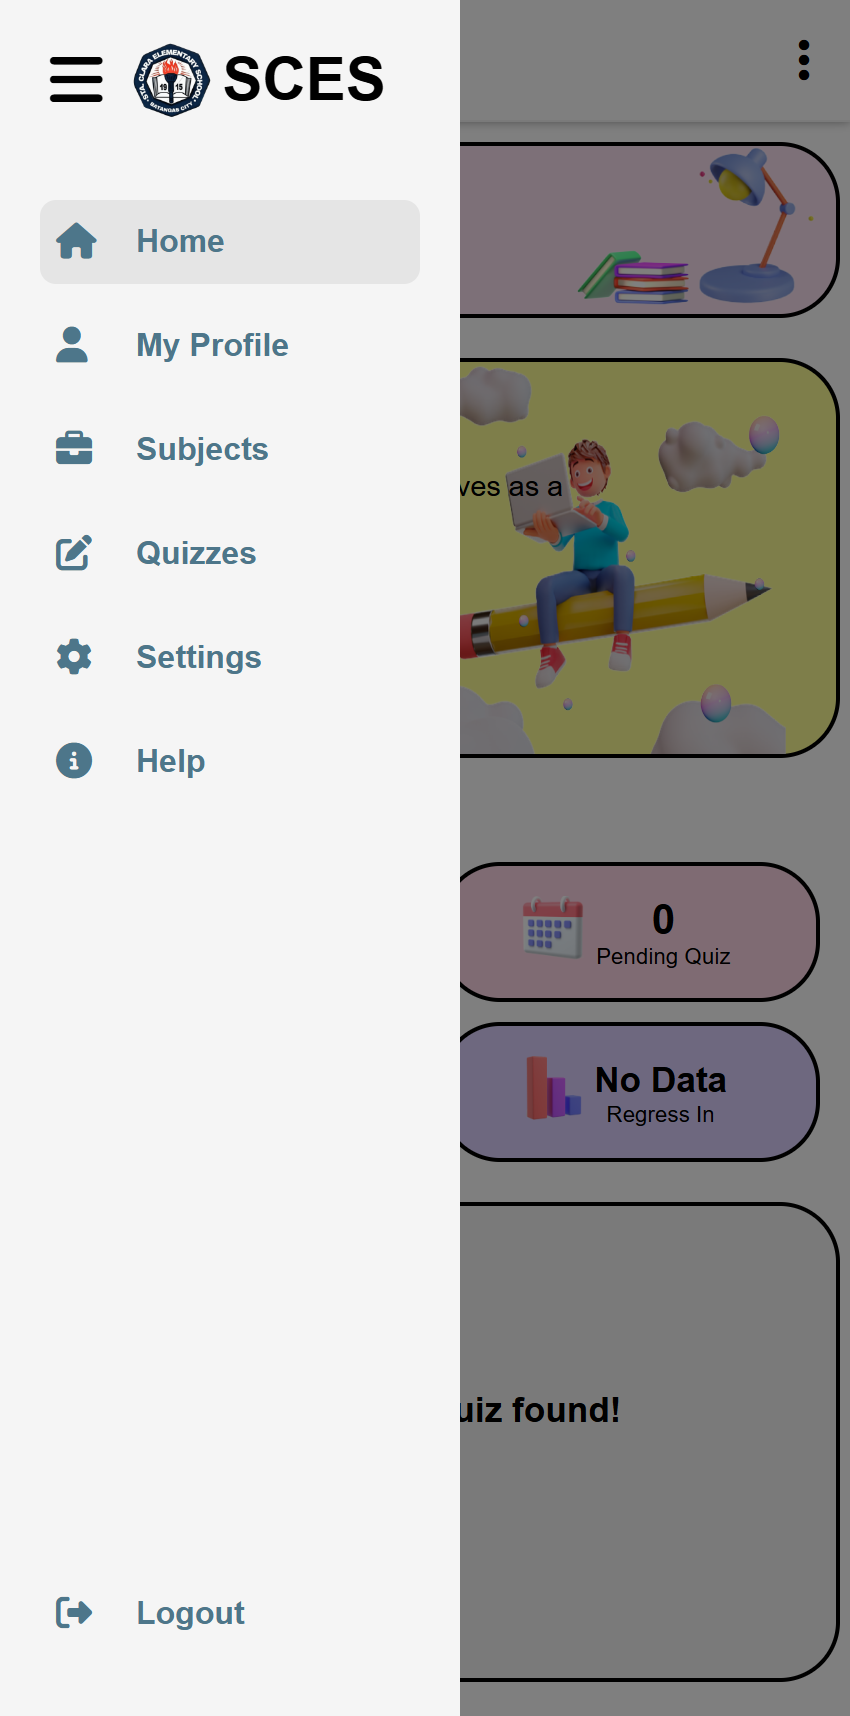 STA. CLARA ELEMENTARY SCHOOL
19 15
BATANGAS CITY
SCES
Home
My Profile
Subjects
Quizzes
Settings
Help
Logout
ves as a
0
Pending Quiz
No Data
Regress In
uiz found!